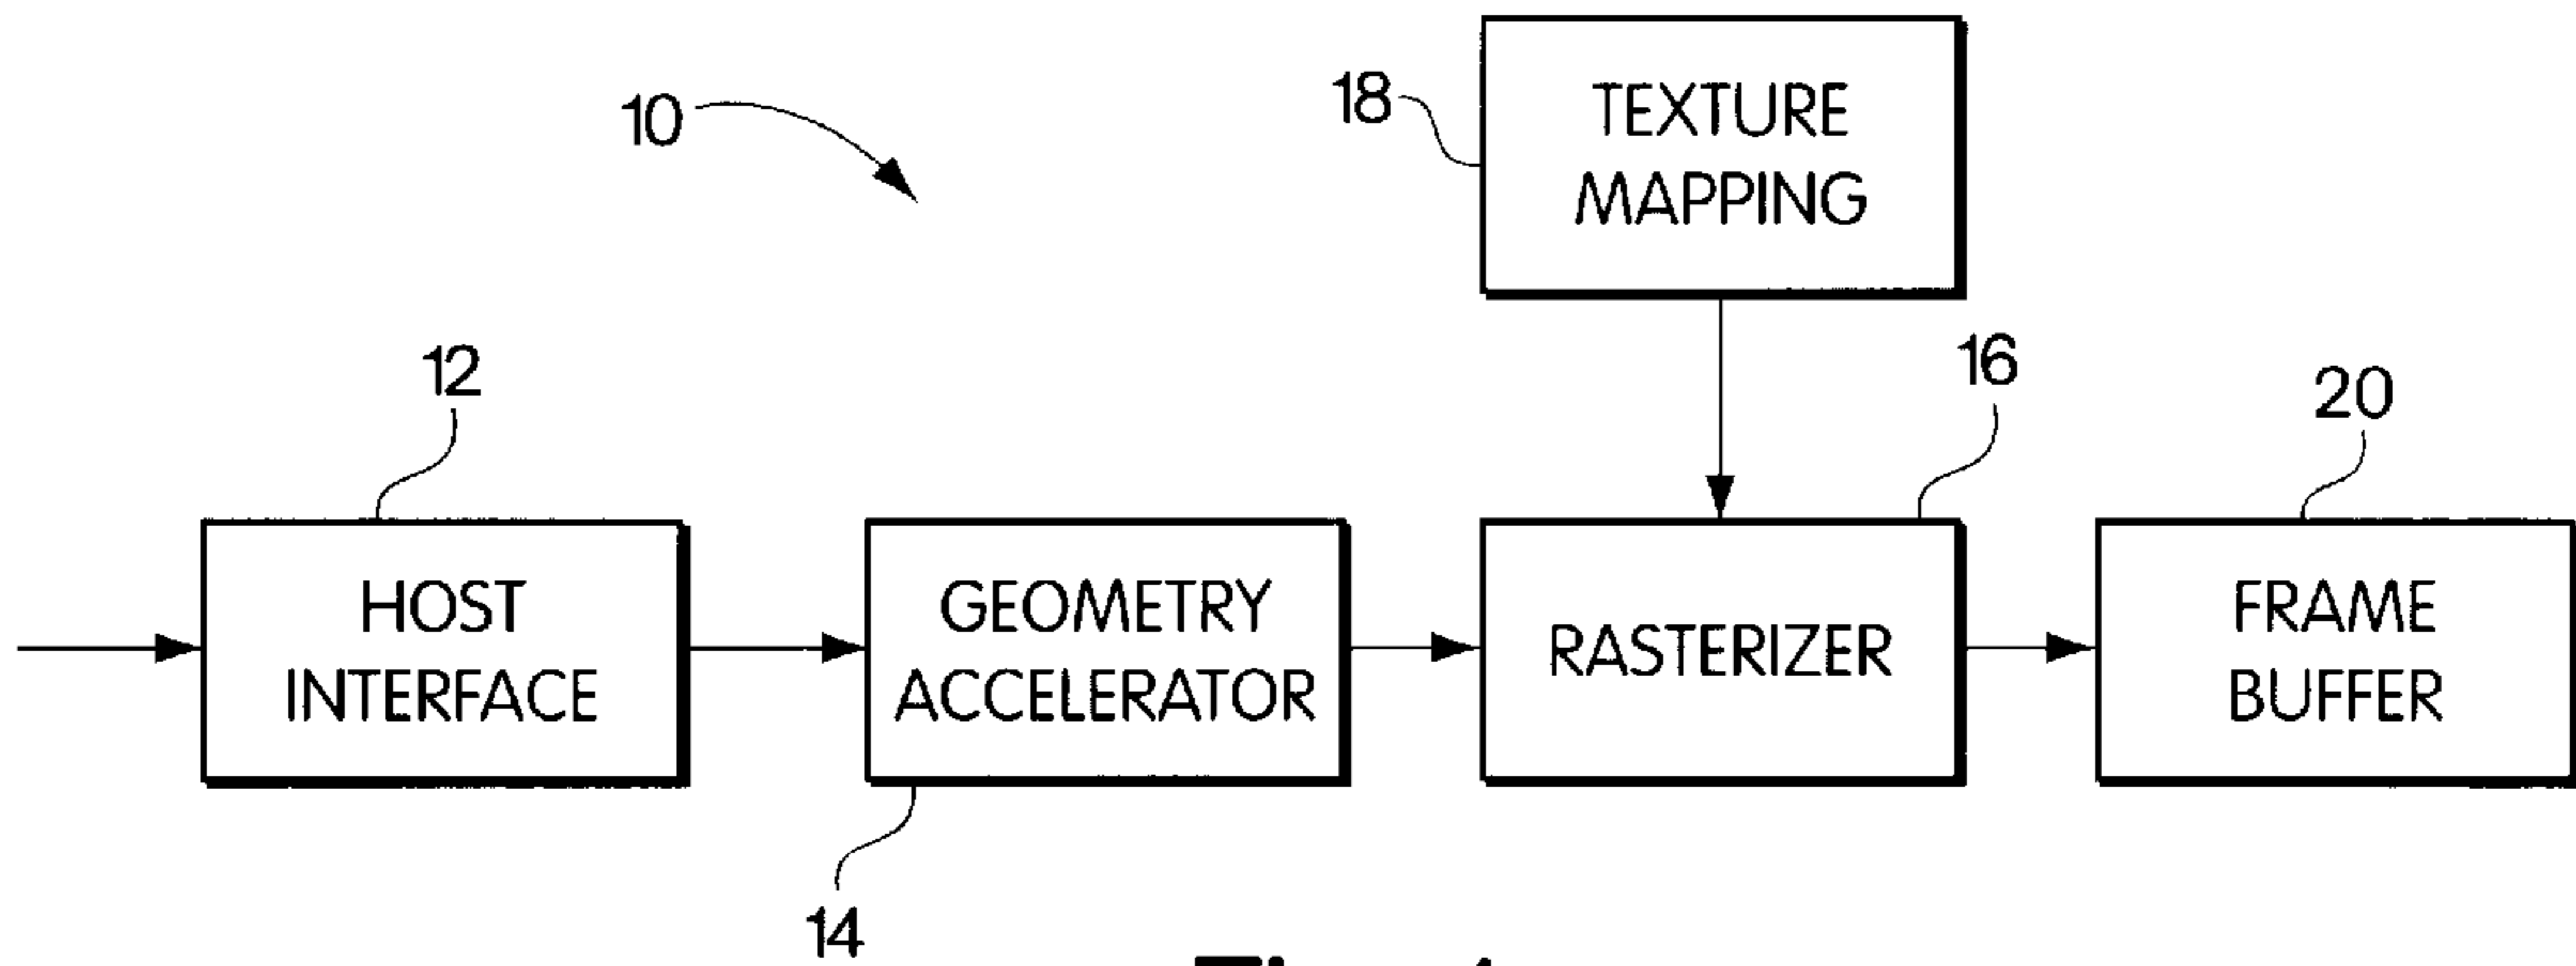 10
18
TEXTURE
MAPPING
12
16
20
HOST
INTERFACE
GEOMETRY
ACCELERATOR
RASTERIZER
FRAME
BUFFER
14